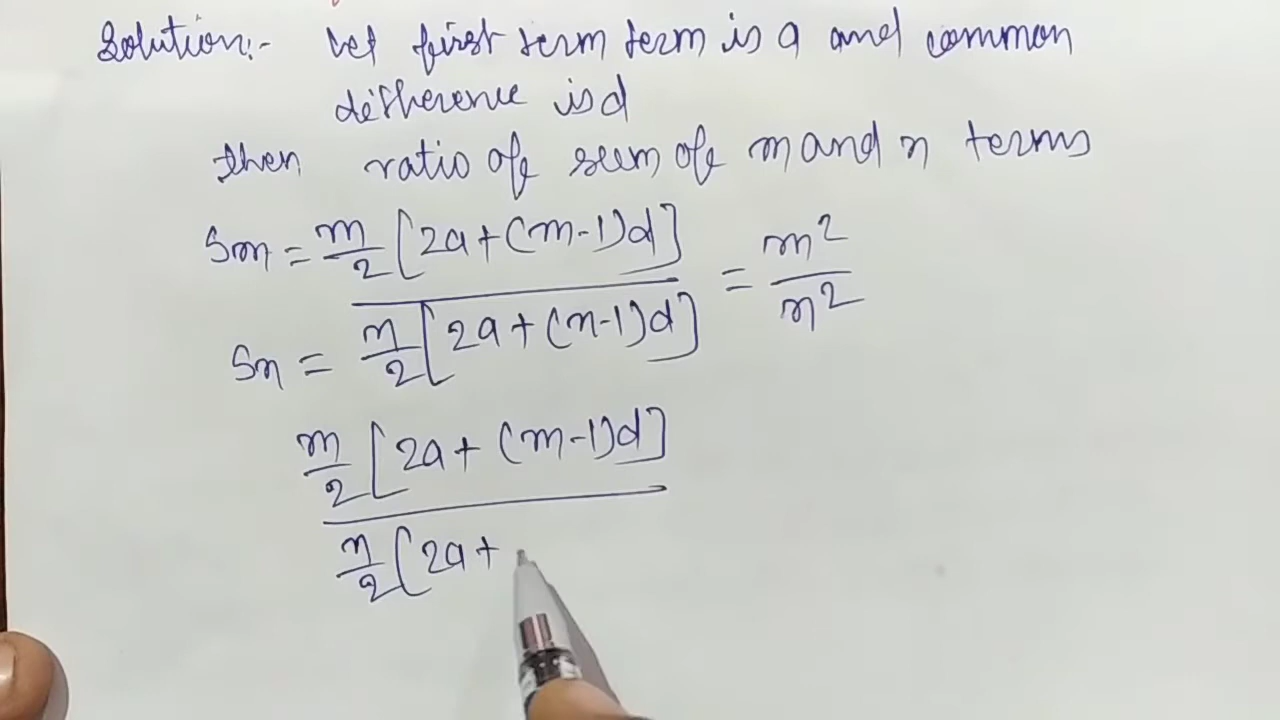 Solution:- Let first term term is a and common
difference is d
then ratio of sum of m and n terms
Sm = m/2 [2a+(m-1)d]
Sn = n/2 [2a+(n-1)d] = m²/n²
m/2 [2a+(m-1)d]
n/2 [2a+